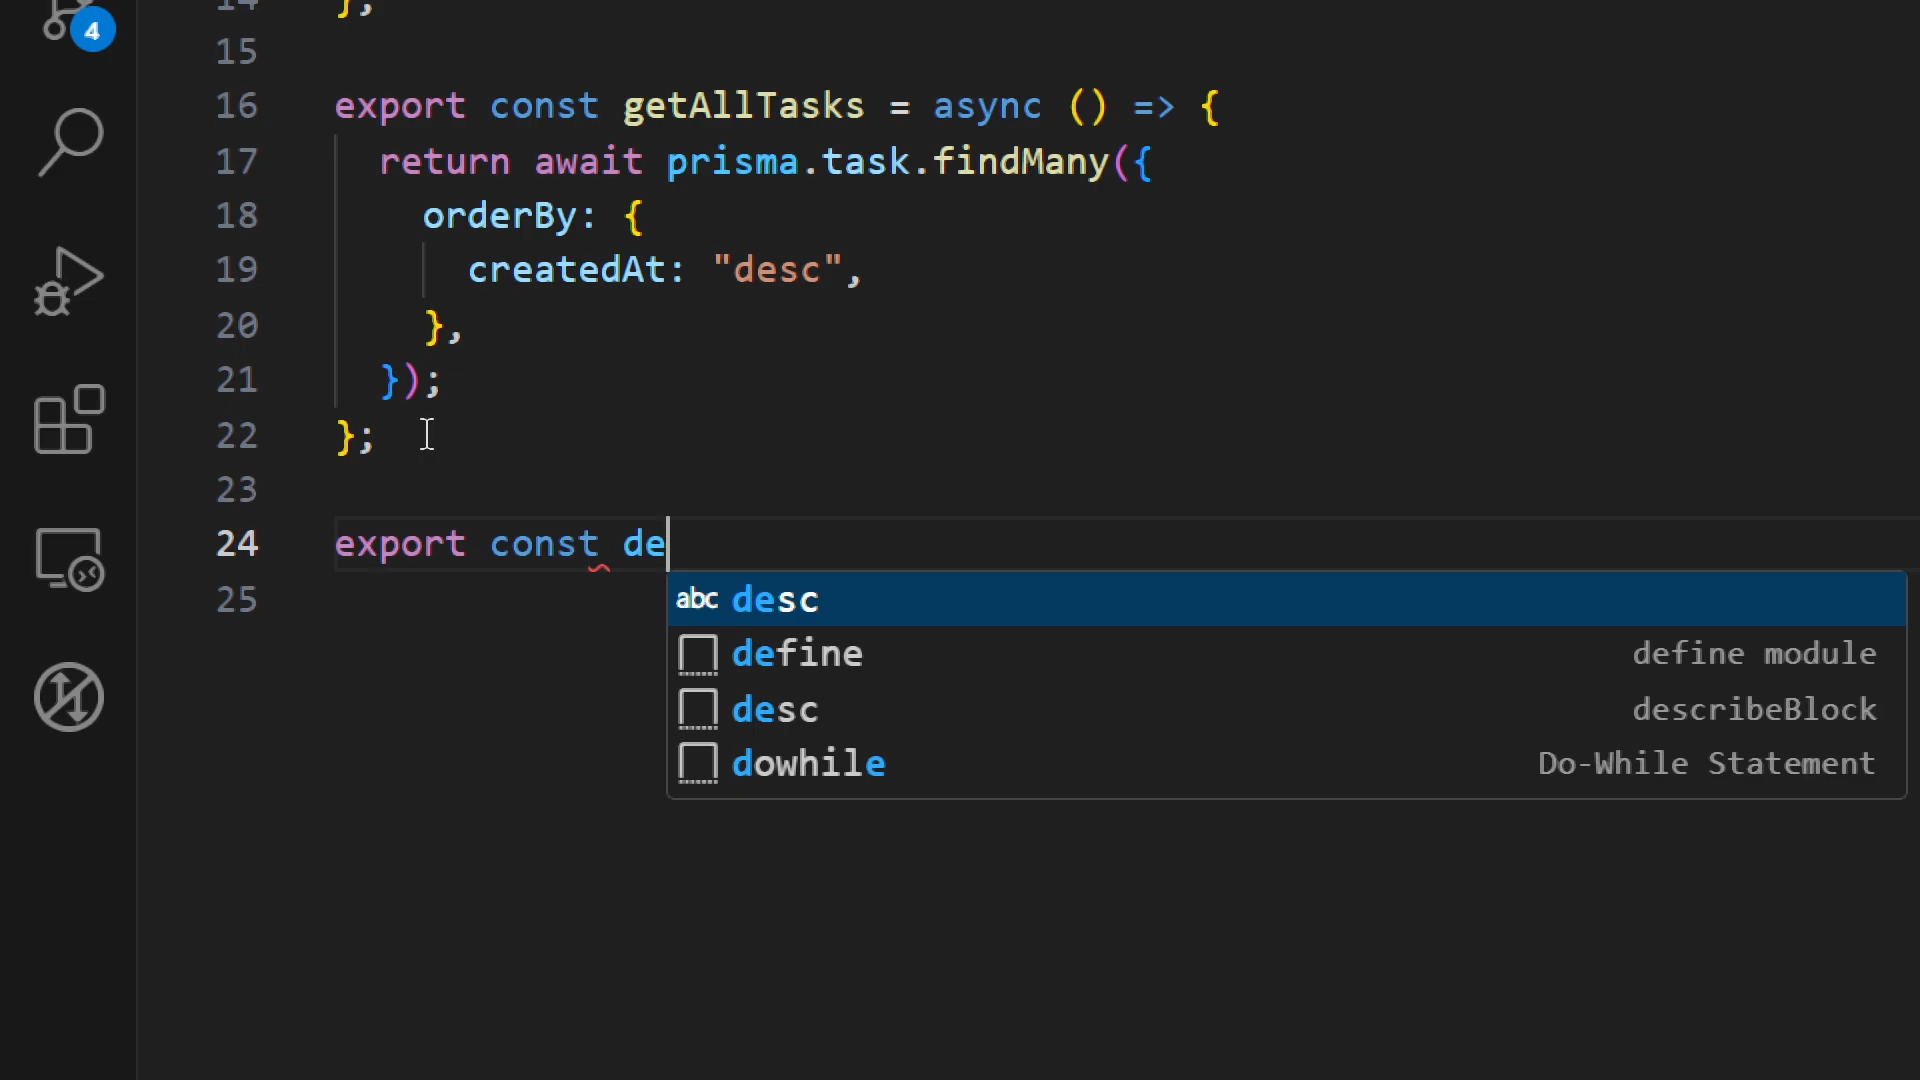 4
14 };
15
16 export const getAllTasks = async () => {
17 return await prisma.task.findMany({
18 orderBy: {
19 createdAt: "desc",
20 },
21 });
22 };
23
24 export const de
25
abc desc
define define module
desc describeBlock
dowhile Do-While Statement